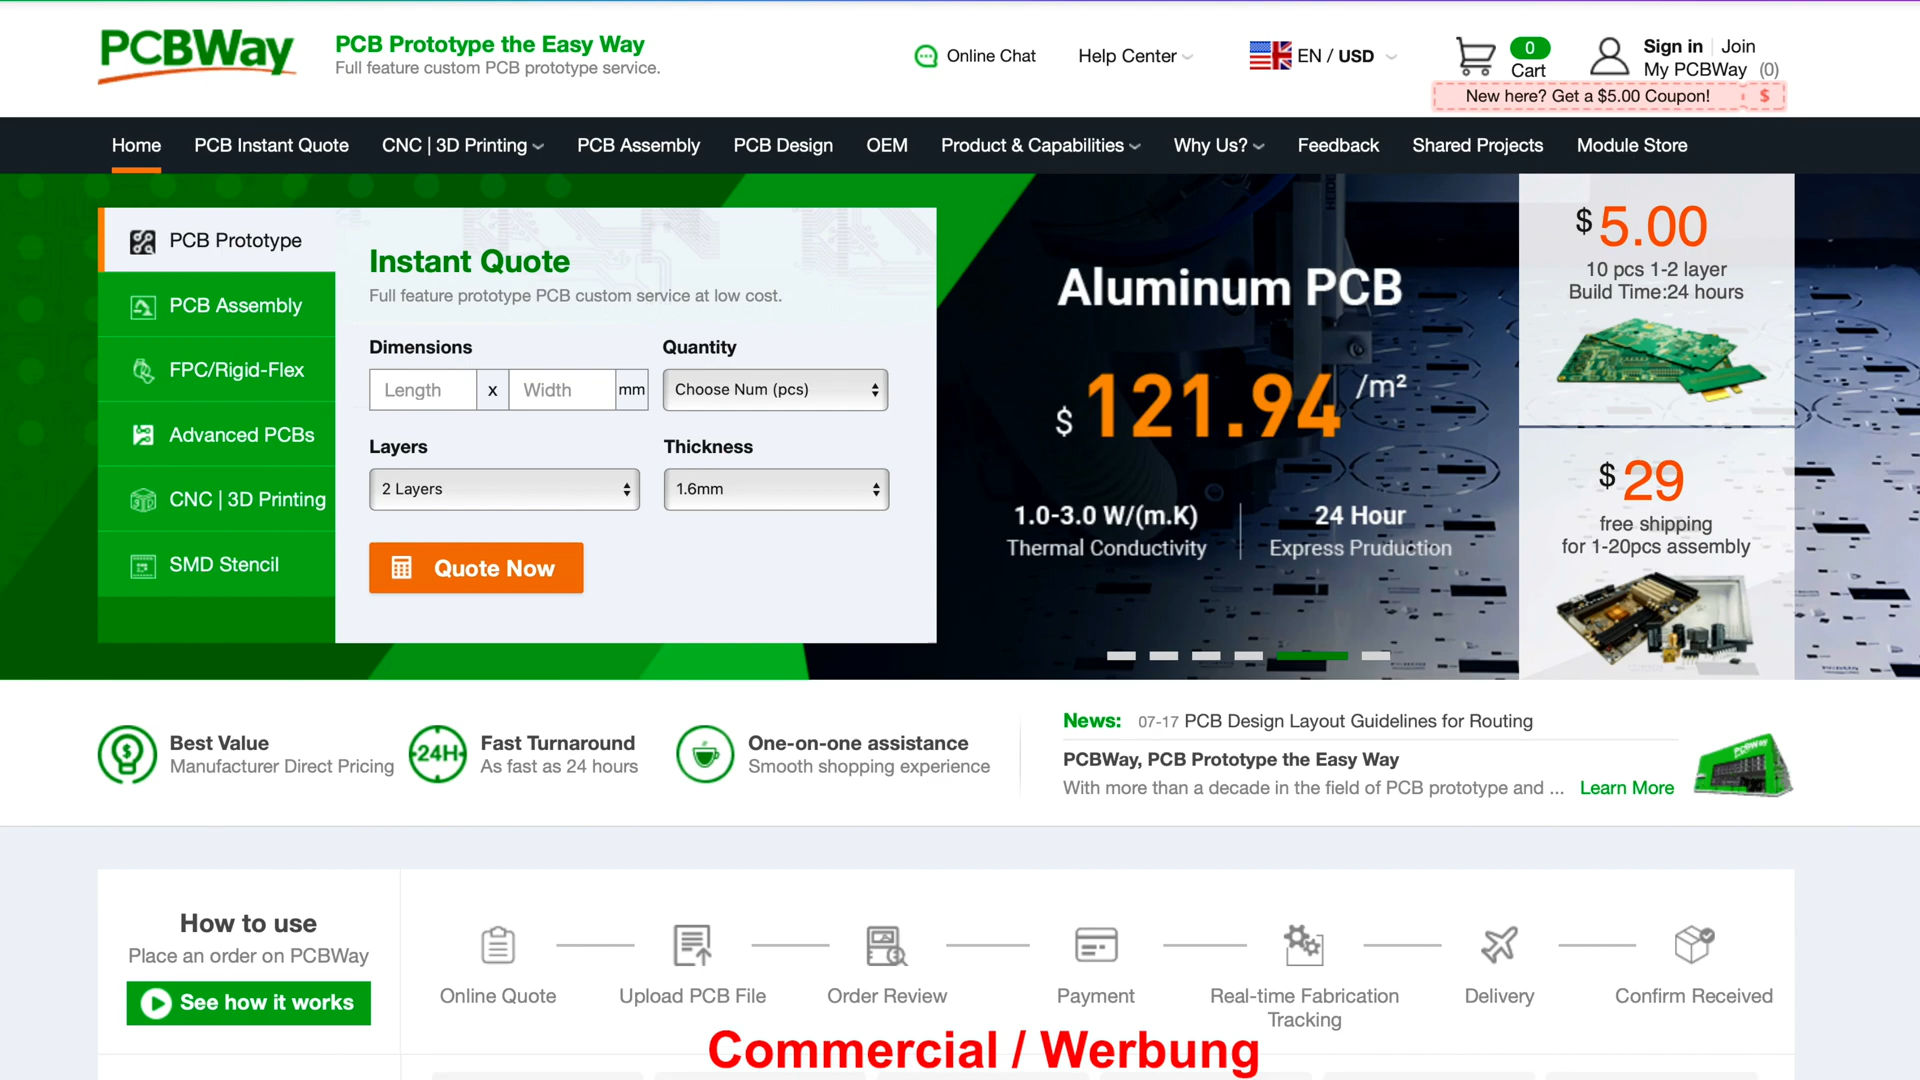 PCBWay
PCB Prototype the Easy Way
Full feature custom PCB prototype service.
Online Chat
Help Center
EN / USD
0
Cart
Sign in
Join
My PCBWay (0)
New here? Get a $5.00 Coupon! $
Home
PCB Instant Quote
CNC | 3D Printing
PCB Assembly
PCB Design
OEM
Product & Capabilities
Why Us?
Feedback
Shared Projects
Module Store
PCB Prototype
PCB Assembly
FPC/Rigid-Flex
Advanced PCBs
CNC | 3D Printing
SMD Stencil
Instant Quote
Full feature prototype PCB custom service at low cost.
Dimensions
Quantity
Length x Width mm
Choose Num (pcs)
Layers
Thickness
2 Layers
1.6mm
Quote Now
Aluminum PCB
$ 121.94 /m²
1.0-3.0 W/(m.K)
Thermal Conductivity
24 Hour
Express Pruduction
$ 5.00
10 pcs 1-2 layer
Build Time:24 hours
$ 29
free shipping
for 1-20pcs assembly
Best Value
Manufacturer Direct Pricing
24H
Fast Turnaround
As fast as 24 hours
One-on-one assistance
Smooth shopping experience
News: 07-17 PCB Design Layout Guidelines for Routing
PCBWay, PCB Prototype the Easy Way
With more than a decade in the field of PCB prototype and ... Learn More
PCBWay
How to use
Place an order on PCBWay
See how it works
Online Quote
Upload PCB File
Order Review
Payment
Real-time Fabrication
Tracking
Delivery
Confirm Received
Commercial / Werbung